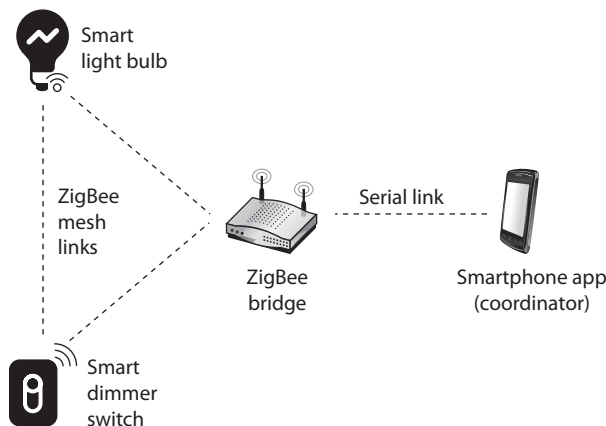 Smart
light bulb
ZigBee
mesh
links
Serial link
ZigBee
bridge
Smartphone app
(coordinator)
Smart
dimmer
switch